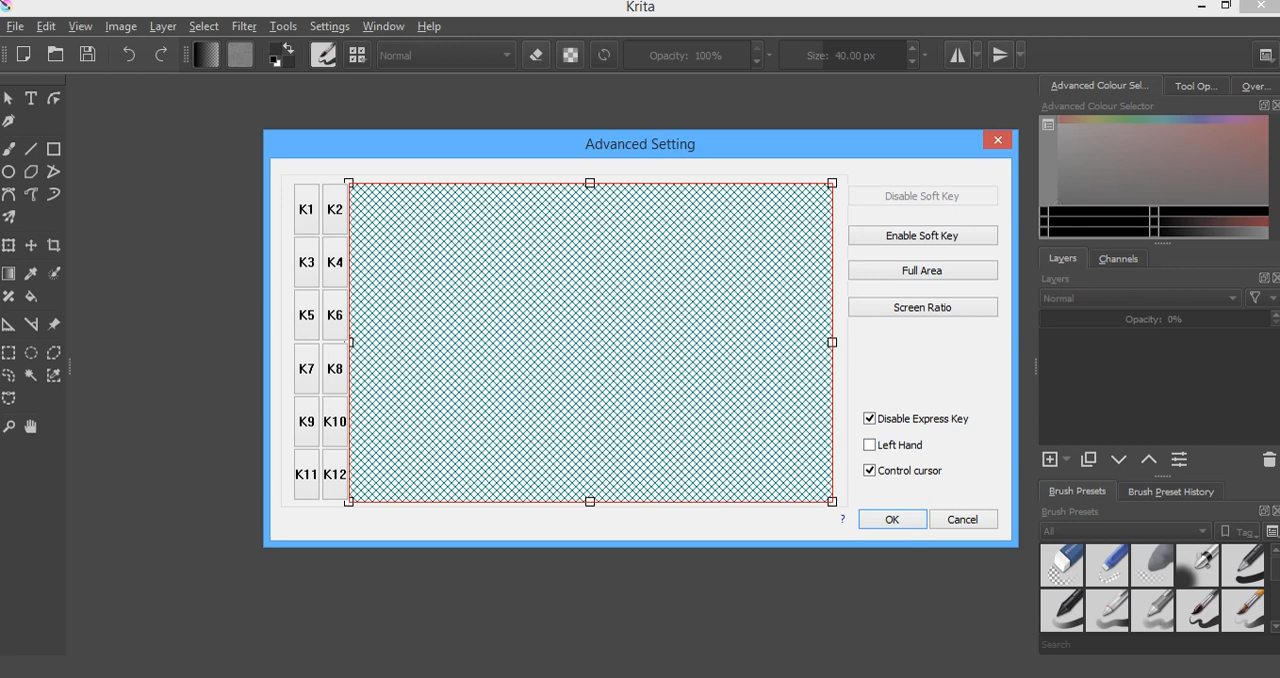 Krita
File Edit View Image Layer Select Filter Tools Settings Window Help
Normal Opacity: 100% Size: 40.00 px
Advanced Colour Sel... Tool Op... Over...
Advanced Colour Selector
Advanced Setting
K1 K2
K3 K4
K5 K6
K7 K8
K9 K10
K11 K12
Disable Soft Key
Enable Soft Key
Full Area
Screen Ratio
Disable Express Key
Left Hand
Control cursor
? OK Cancel
Layers Channels
Layers
Normal
Opacity: 0%
Brush Presets Brush Preset History
Brush Presets
All Tag
Search